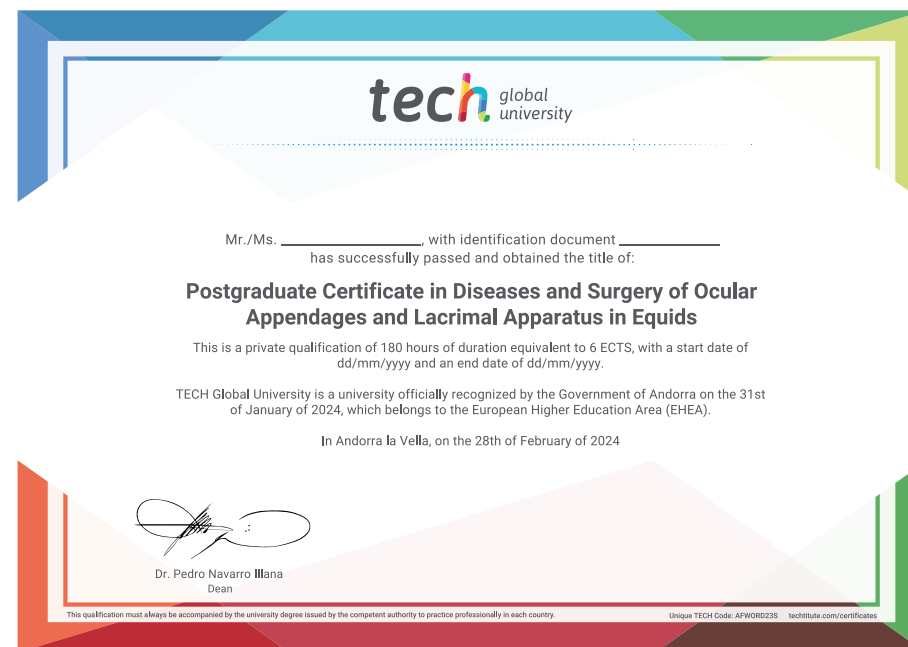 tech global university
Mr./Ms. ____________________, with identification document ______________
has successfully passed and obtained the title of:
Postgraduate Certificate in Diseases and Surgery of Ocular
Appendages and Lacrimal Apparatus in Equids
This is a private qualification of 180 hours of duration equivalent to 6 ECTS, with a start date of
dd/mm/yyyy and an end date of dd/mm/yyyy.
TECH Global University is a university officially recognized by the Government of Andorra on the 31st
of January of 2024, which belongs to the European Higher Education Area (EHEA).
In Andorra la Vella, on the 28th of February of 2024
Dr. Pedro Navarro Illana
Dean
This qualification must always be accompanied by the university degree issued by the competent authority to practice professionally in each country.
Unique TECH Code: AFWORD23S techtitute.com/certificates